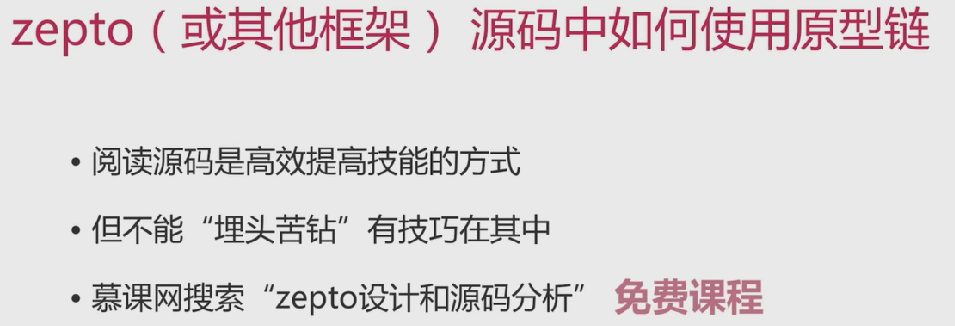 zepto（或其他框架） 源码中如何使用原型链
• 阅读源码是高效提高技能的方式
• 但不能“埋头苦钻”有技巧在其中
• 慕课网搜索“zepto设计和源码分析” 免费课程